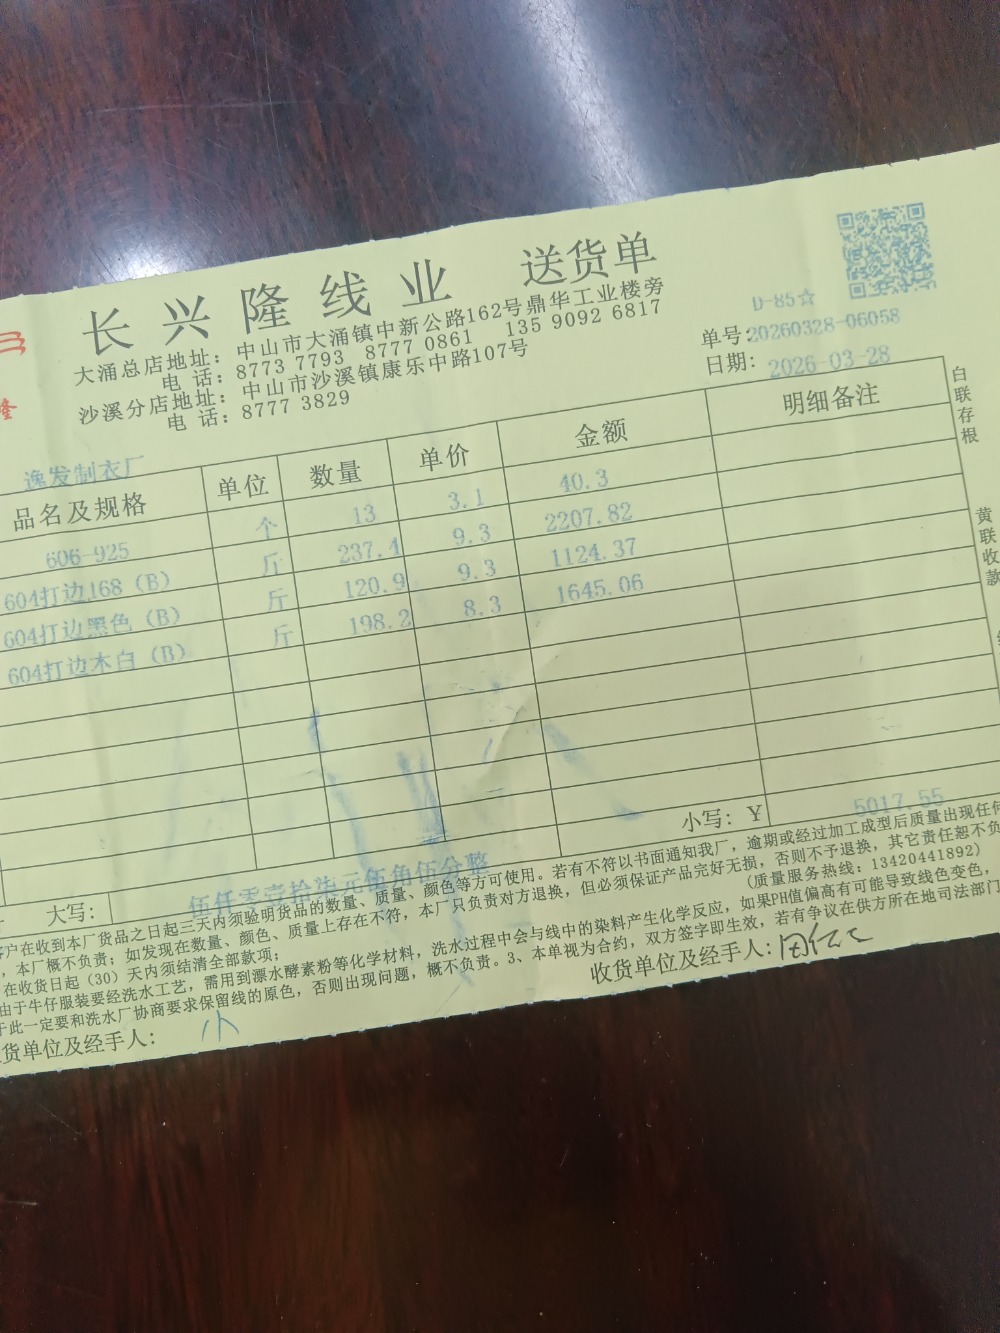 长兴隆线业 送货单
大涌总店地址：中山市大涌镇中新公路162号鼎华工业楼旁
电 话：8773 7793 8777 0861 135 9092 6817
沙溪分店地址：中山市沙溪镇康乐中路107号
电 话：8777 3829
D-85☆
单号:20260328-06058
日期：2026-03-28
逸发制衣厂
品名及规格 单位 数量 单价 金额 明细备注
606-925 个 13 3.1 40.3
604打边168（B） 斤 237.4 9.3 2207.82
604打边黑色（B） 斤 120.9 9.3 1124.37
604打边本白（B） 斤 198.2 8.3 1645.06
大写： 伍仟零壹拾柒元伍角伍分整 小写：￥ 5017.55
客户在收到本厂货品之日起三天内须验明货品的数量、质量、颜色等方可使用。若有不符以书面通知我厂，逾期或经过加工成型后质量出现任何
，本厂概不负责；如发现在数量、颜色、质量上存在不符，本厂只负责对方退换，但必须保证产品完好无损，否则不予退换，其它责任恕不负
在收货日起（30）天内须结清全部款项； （质量服务热线：13420441892）
由于牛仔服装要经洗水工艺，需用到漂水酵素粉等化学材料，洗水过程中会与线中的染料产生化学反应，如果PH值偏高有可能导致线色变色，
于此一定要和洗水厂协商要求保留线的原色，否则出现问题，概不负责。3、本单视为合约，双方签字即生效，若有争议在供方所在地司法部门
货单位及经手人： 小
收货单位及经手人:
白联存根
黄联收款
隆